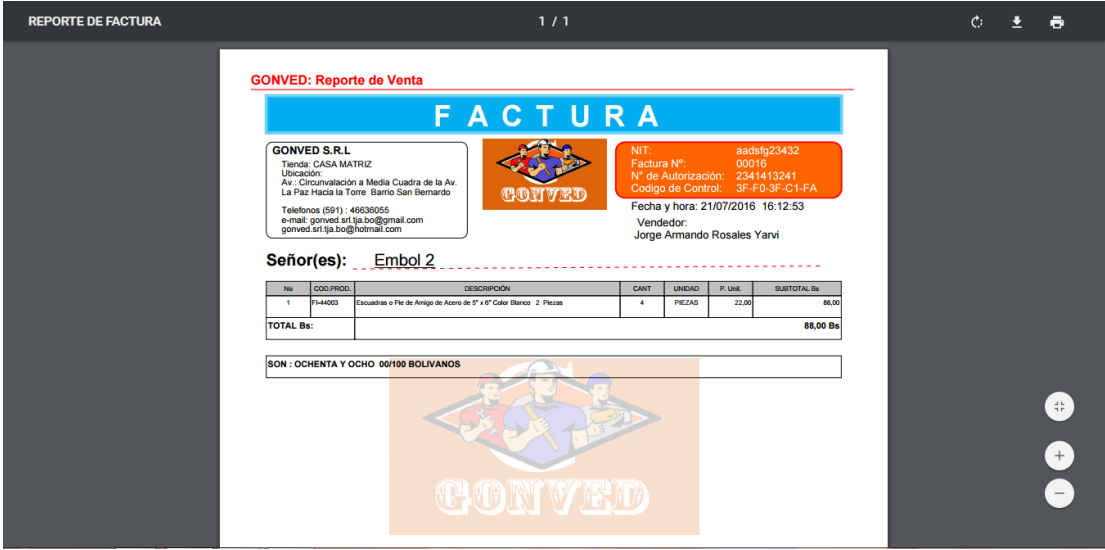 REPORTE DE FACTURA
1 / 1
GONVED: Reporte de Venta
FACTURA
GONVED S.R.L
Tienda: CASA MATRIZ
Ubicación:
Av.: Circunvalación a Media Cuadra de la Av.
La Paz Hacia la Torre Barrio San Bernardo
Telefonos (591) : 46636055
e-mail: gonved.srl.tja.bo@gmail.com
gonved.srl.tja.bo@hotmail.com
GONVED
NIT: aadsfg23432
Factura Nº: 00016
N° de Autorización: 2341413241
Codigo de Control: 3F-F0-3F-C1-FA
Fecha y hora: 21/07/2016 16:12:53
Vendedor:
Jorge Armando Rosales Yarvi
Señor(es): Embol 2
No COD.PROD. DESCRIPCIÓN CANT UNIDAD P. Unit. SUBTOTAL Bs
1 FI-44003 Escuadras o Pie de Amigo de Acero de 5" x 6" Color Blanco 2 Piezas 4 PIEZAS 22,00 88,00
TOTAL Bs: 88,00 Bs
SON : OCHENTA Y OCHO 00/100 BOLIVANOS
GONVED